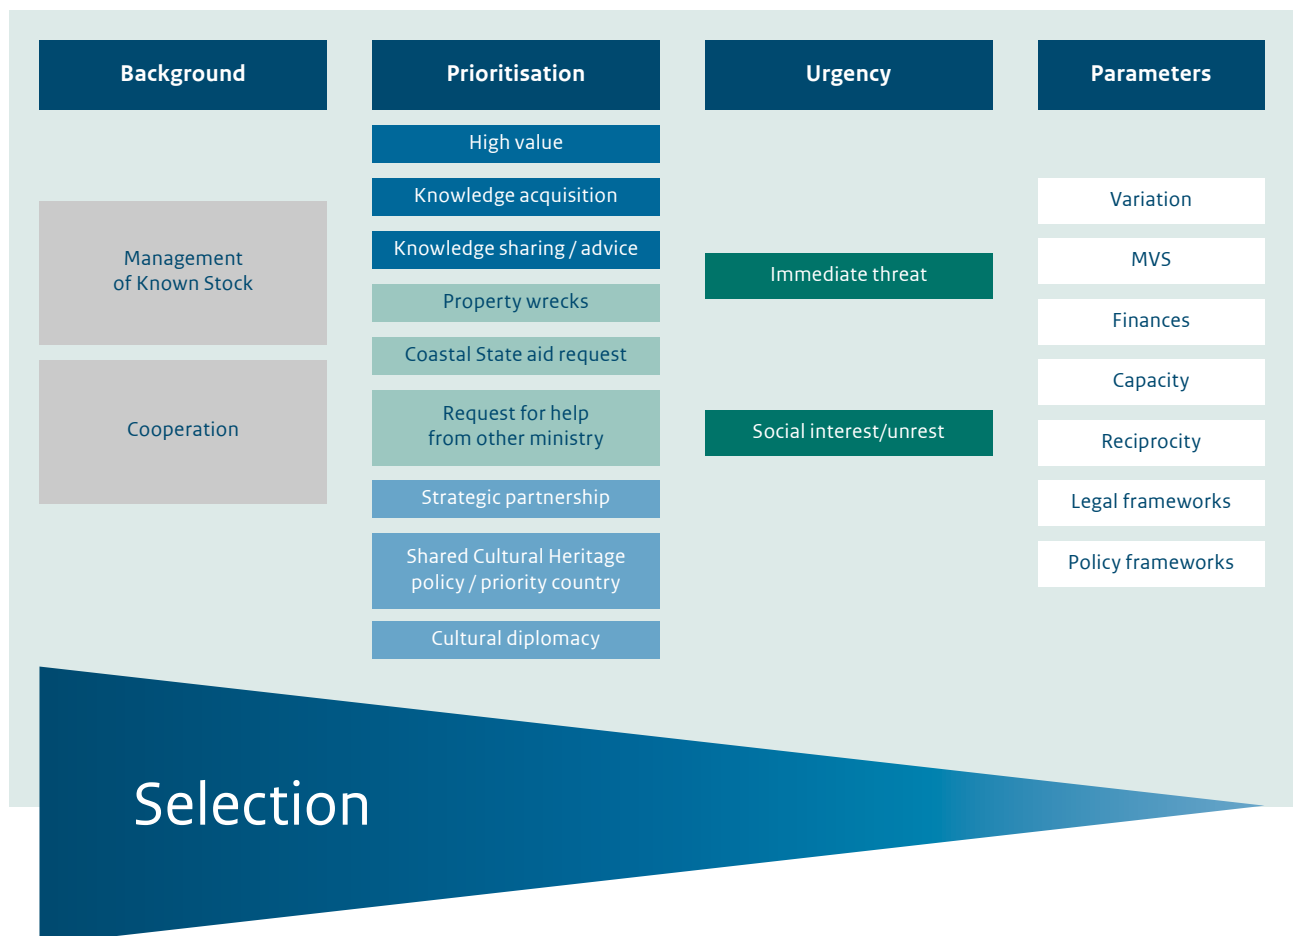 Background
Management
of Known Stock
Cooperation
Prioritisation
High value
Knowledge acquisition
Knowledge sharing / advice
Property wrecks
Coastal State aid request
Request for help
from other ministry
Strategic partnership
Shared Cultural Heritage
policy / priority country
Cultural diplomacy
Urgency
Immediate threat
Social interest/unrest
Parameters
Variation
MVS
Finances
Capacity
Reciprocity
Legal frameworks
Policy frameworks
Selection